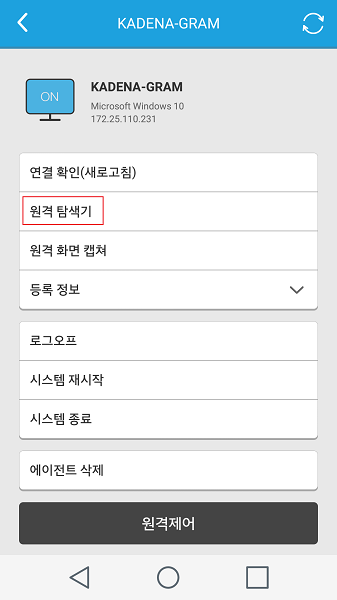 KADENA-GRAM
ON
KADENA-GRAM
Microsoft Windows 10
172.25.110.231
연결 확인(새로고침)
원격 탐색기
원격 화면 캡쳐
등록 정보
로그오프
시스템 재시작
시스템 종료
에이전트 삭제
원격제어